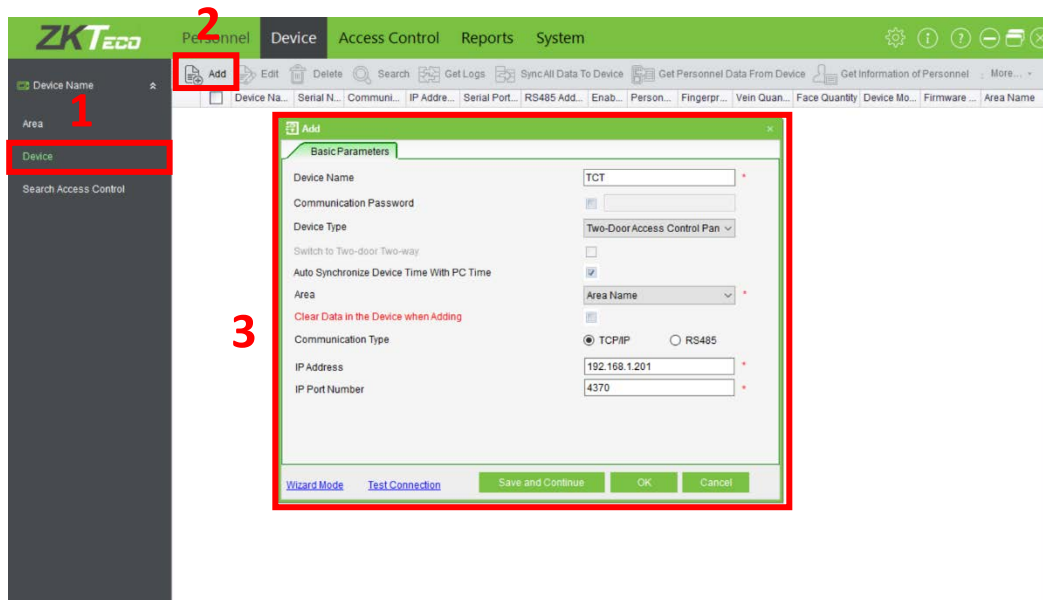 2
ZKTeco
Personnel Device Access Control Reports System
Add Edit Delete Search Get Logs Sync All Data To Device Get Personnel Data From Device Get Information of Personnel More...
Device Name
Device Na... Serial N... Communi... IP Addre... Serial Port... RS485 Add... Enab... Person... Fingerpr... Vein Quan... Face Quantity Device Mo... Firmware ... Area Name
1
Area
Device
Search Access Control
Add
Basic Parameters
Device Name TCT *
Communication Password
Device Type Two-Door Access Control Pan
Switch to Two-door Two-way
Auto Synchronize Device Time With PC Time
Area Area Name *
Clear Data in the Device when Adding
3
Communication Type TCP/IP RS485
IP Address 192.168.1.201 *
IP Port Number 4370 *
Wizard Mode Test Connection Save and Continue OK Cancel